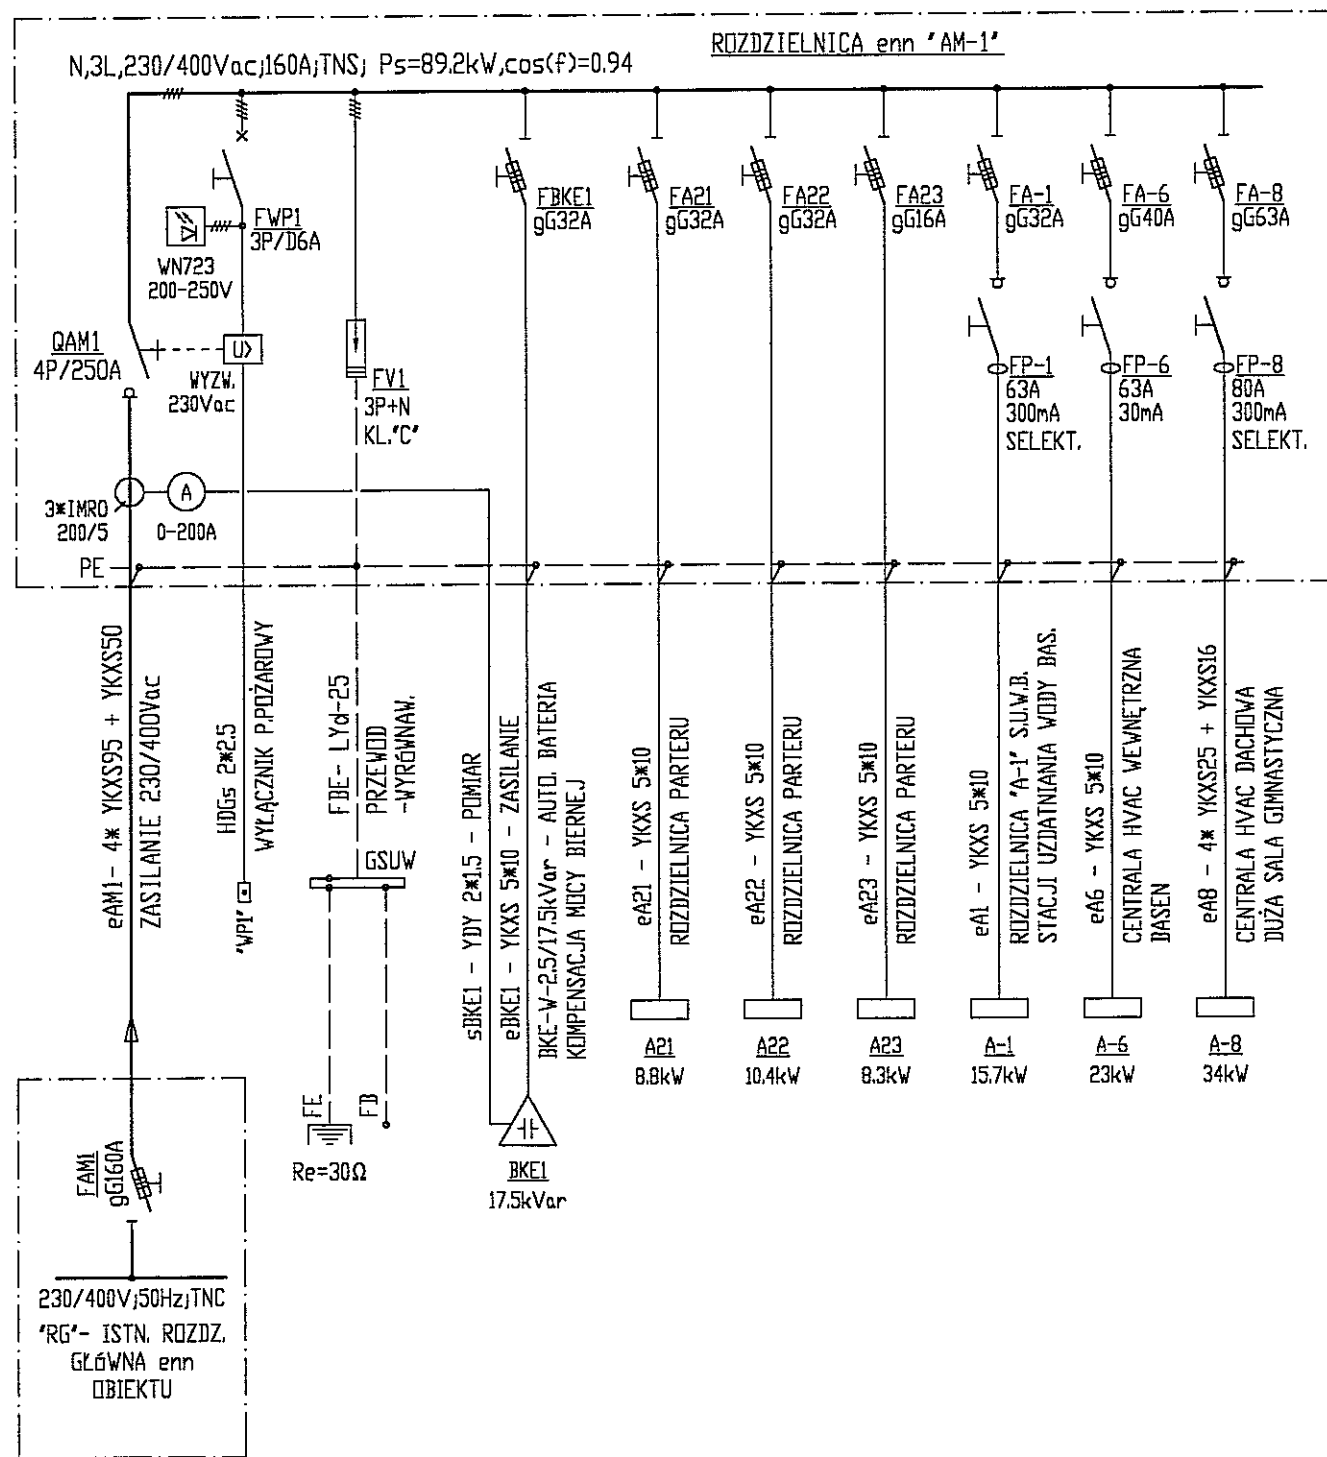 ROZDZIELNICA enn "AM-1"
N,3L,230/400Vac;160A;TNS; Ps=89.2kW,cos(f)=0.94
FWP1
3P/D6A
WN723
200-250V
QAM1
4P/250A
U>
WYZW.
230Vac
FV1
3P+N
KL."C"
FBKE1
gG32A
FA21
gG32A
FA22
gG32A
FA23
gG16A
FA-1
gG32A
FA-6
gG40A
FA-8
gG63A
FP-1
63A
300mA
SELEKT.
FP-6
63A
30mA
FP-8
80A
300mA
SELEKT.
3*IMRO
200/5
A
0-200A
PE
eAM1- 4* YKXS95 + YKXS50
ZASILANIE 230/400Vac
HDGs 2*2.5
WYŁĄCZNIK P.POŻAROWY
"WP1"
FBE- LYd-25
PRZEWOD
-WYRÓWNAW.
GSUW
FE
FB
Re=30Ω
sBKE1 - YDY 2*1.5 - POMIAR
eBKE1 - YKXS 5*10 - ZASILANIE
BKE-W-2.5/17.5kVar - AUTO. BATERIA
KOMPENSACJA MOCY BIERNEJ
BKE1
17.5kVar
eA21 - YKXS 5*10
ROZDZIELNICA PARTERU
A21
8.8kW
eA22 - YKXS 5*10
ROZDZIELNICA PARTERU
A22
10.4kW
eA23 - YKXS 5*10
ROZDZIELNICA PARTERU
A23
8.3kW
eA1 - YKXS 5*10
ROZDZIELNICA "A-1" S.U.W.B.
STACJI UZDATNIANIA WODY BAS.
A-1
15.7kW
eA6 - YKXS 5*10
CENTRALA HVAC WEWNĘTRZNA
BASEN
A-6
23kW
eA8 - 4* YKXS25 + YKXS16
CENTRALA HVAC DACHOWA
DUŻA SALA GIMNASTYCZNA
A-8
34kW
FAM1
gG160A
230/400V;50Hz;TNC
"RG"- ISTN. ROZDZ.
GŁóWNA enn
OBIEKTU